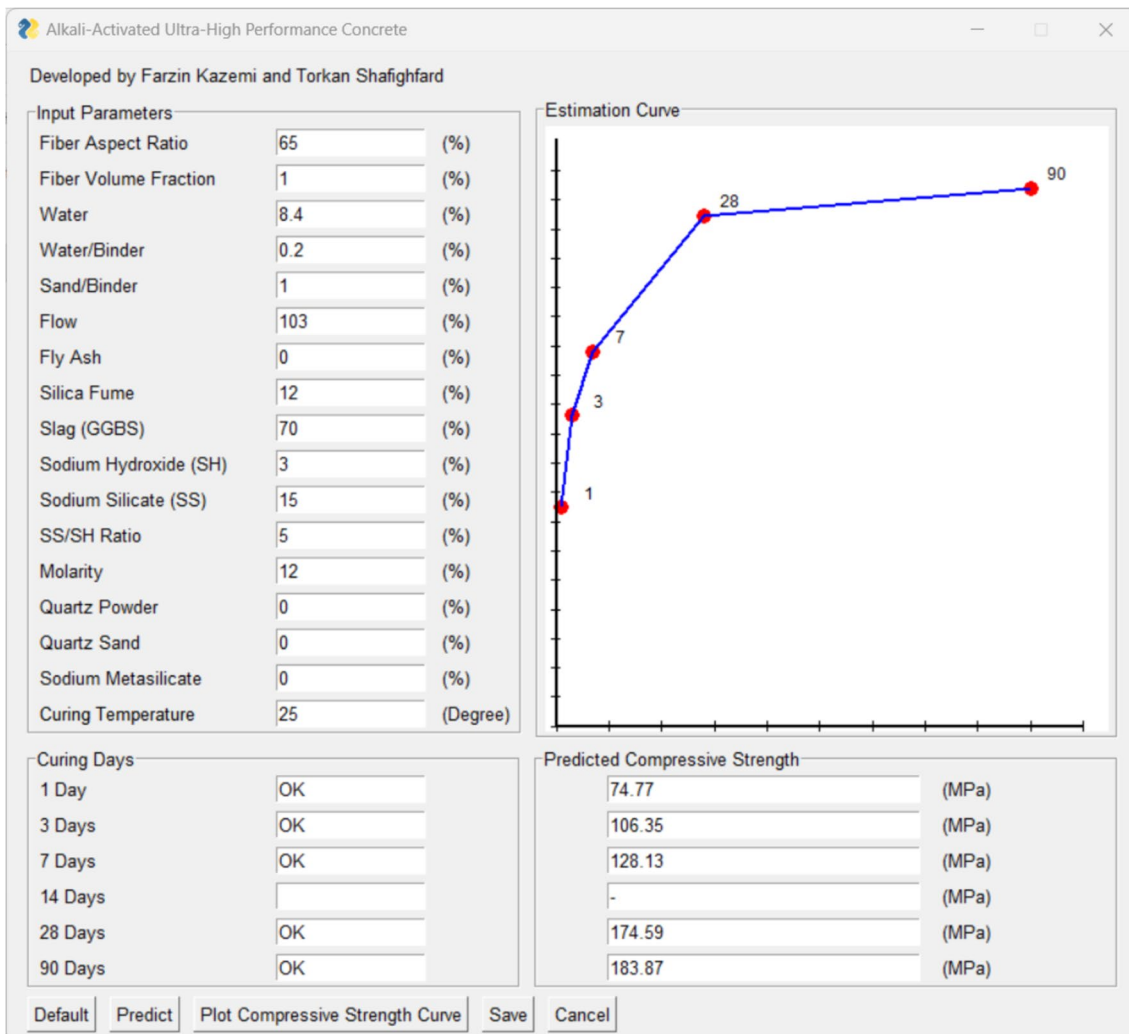 Alkali-Activated Ultra-High Performance Concrete
Developed by Farzin Kazemi and Torkan Shafighfard
Input Parameters
Fiber Aspect Ratio 65 (%)
Fiber Volume Fraction 1 (%)
Water 8.4 (%)
Water/Binder 0.2 (%)
Sand/Binder 1 (%)
Flow 103 (%)
Fly Ash 0 (%)
Silica Fume 12 (%)
Slag (GGBS) 70 (%)
Sodium Hydroxide (SH) 3 (%)
Sodium Silicate (SS) 15 (%)
SS/SH Ratio 5 (%)
Molarity 12 (%)
Quartz Powder 0 (%)
Quartz Sand 0 (%)
Sodium Metasilicate 0 (%)
Curing Temperature 25 (Degree)
Estimation Curve
90
28
7
3
1
Curing Days
1 Day OK
3 Days OK
7 Days OK
14 Days
28 Days OK
90 Days OK
Predicted Compressive Strength
74.77 (MPa)
106.35 (MPa)
128.13 (MPa)
- (MPa)
174.59 (MPa)
183.87 (MPa)
Default Predict Plot Compressive Strength Curve Save Cancel